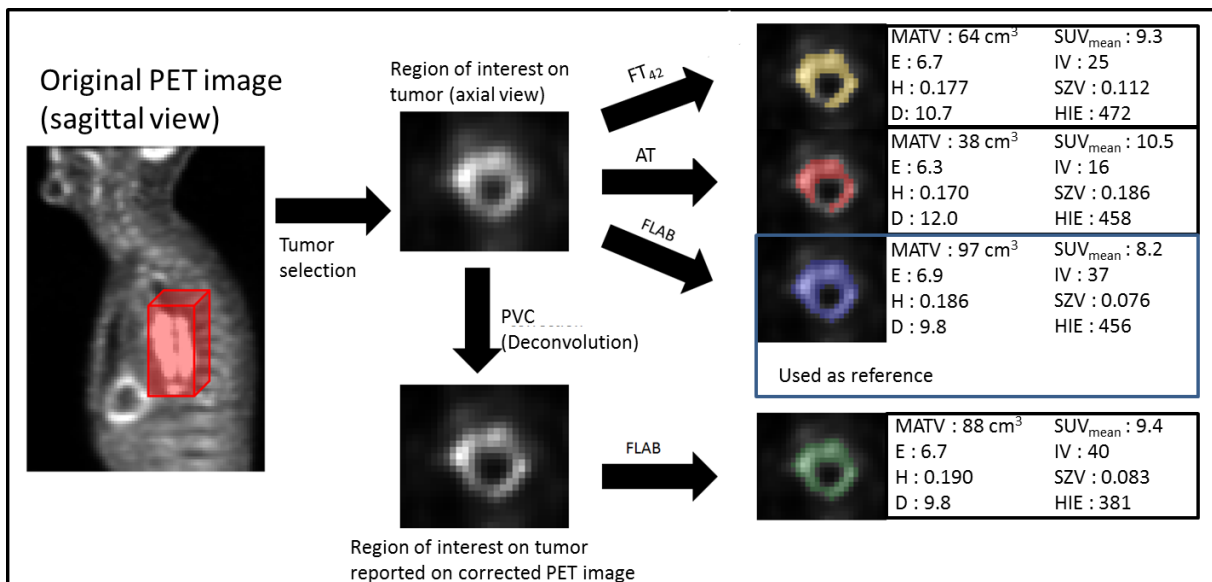 Original PET image
(sagittal view)
Tumor
selection
Region of interest on
tumor (axial view)
PVC
(Deconvolution)
Region of interest on tumor
reported on corrected PET image
FT42
AT
FLAB
FLAB
MATV : 64 cm³
E : 6.7
H : 0.177
D: 10.7
SUVmean : 9.3
IV : 25
SZV : 0.112
HIE : 472
MATV : 38 cm³
E : 6.3
H : 0.170
D : 12.0
SUVmean : 10.5
IV : 16
SZV : 0.186
HIE : 458
MATV : 97 cm³
E : 6.9
H : 0.186
D : 9.8
SUVmean : 8.2
IV : 37
SZV : 0.076
HIE : 456
Used as reference
MATV : 88 cm³
E : 6.7
H : 0.190
D : 9.8
SUVmean : 9.4
IV : 40
SZV : 0.083
HIE : 381